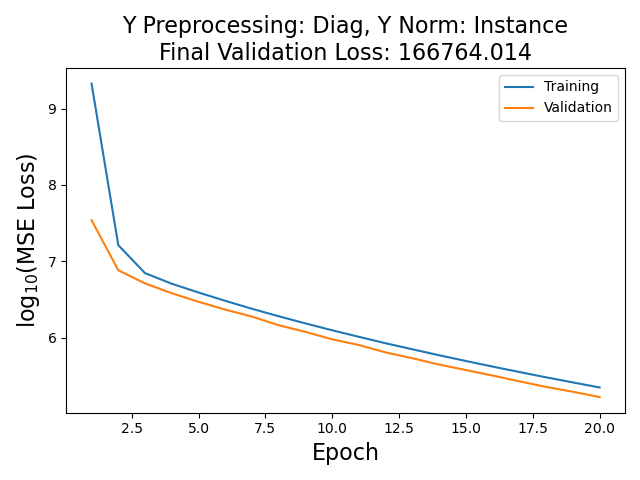 Y Preprocessing: Diag, Y Norm: Instance
Final Validation Loss: 166764.014
Training
Validation
9
8
7
6
log₁₀(MSE Loss)
2.5 5.0 7.5 10.0 12.5 15.0 17.5 20.0
Epoch